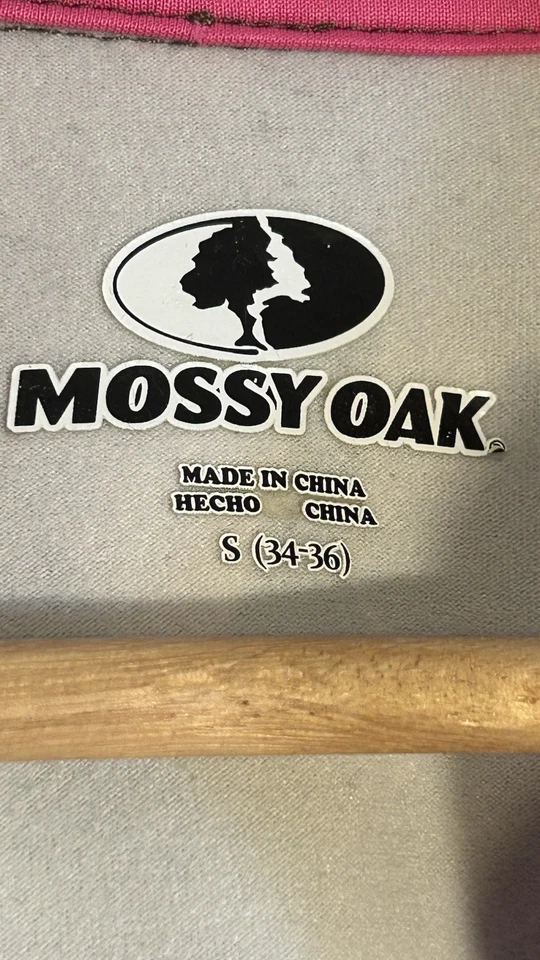 MOSSY OAK
MADE IN CHINA
HECHO CHINA
S (34-36)